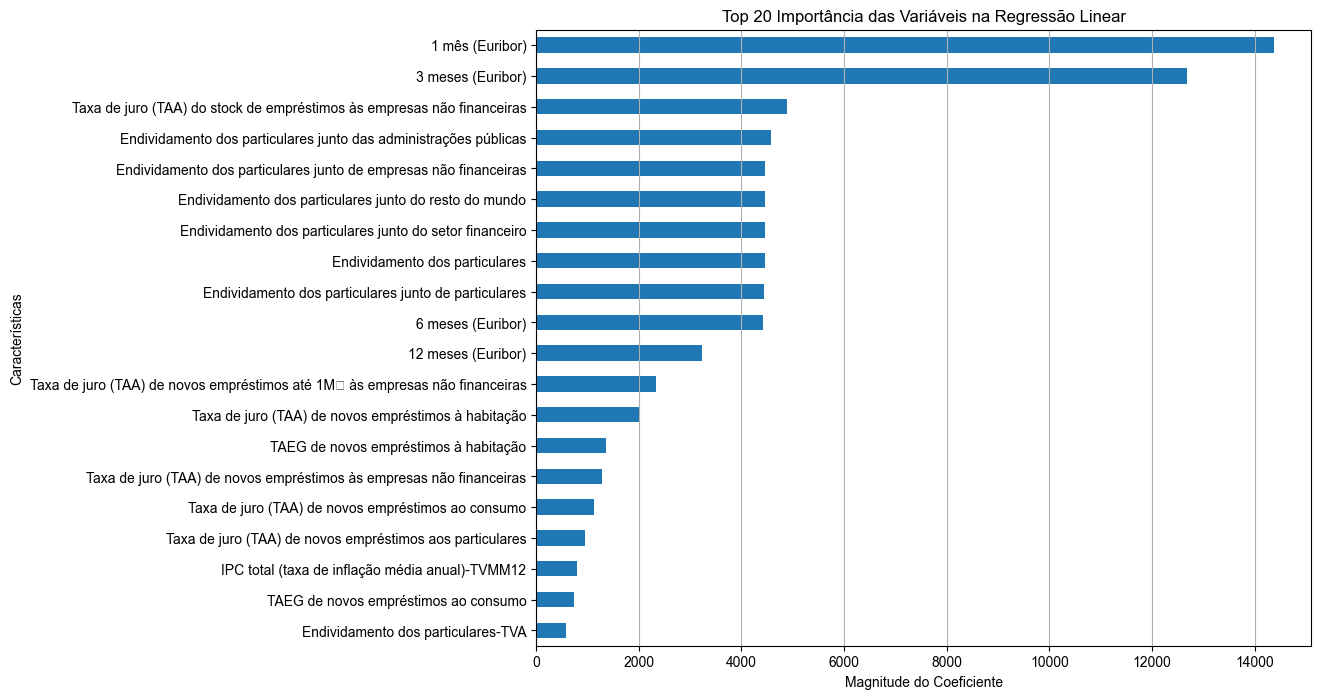 Top 20 Importância das Variáveis na Regressão Linear
1 mês (Euribor)
3 meses (Euribor)
Taxa de juro (TAA) do stock de empréstimos às empresas não financeiras
Endividamento dos particulares junto das administrações públicas
Endividamento dos particulares junto de empresas não financeiras
Endividamento dos particulares junto do resto do mundo
Endividamento dos particulares junto do setor financeiro
Endividamento dos particulares
Endividamento dos particulares junto de particulares
6 meses (Euribor)
12 meses (Euribor)
Taxa de juro (TAA) de novos empréstimos até 1M às empresas não financeiras
Taxa de juro (TAA) de novos empréstimos à habitação
TAEG de novos empréstimos à habitação
Taxa de juro (TAA) de novos empréstimos às empresas não financeiras
Taxa de juro (TAA) de novos empréstimos ao consumo
Taxa de juro (TAA) de novos empréstimos aos particulares
IPC total (taxa de inflação média anual)-TVMM12
TAEG de novos empréstimos ao consumo
Endividamento dos particulares-TVA
Características
0 2000 4000 6000 8000 10000 12000 14000
Magnitude do Coeficiente